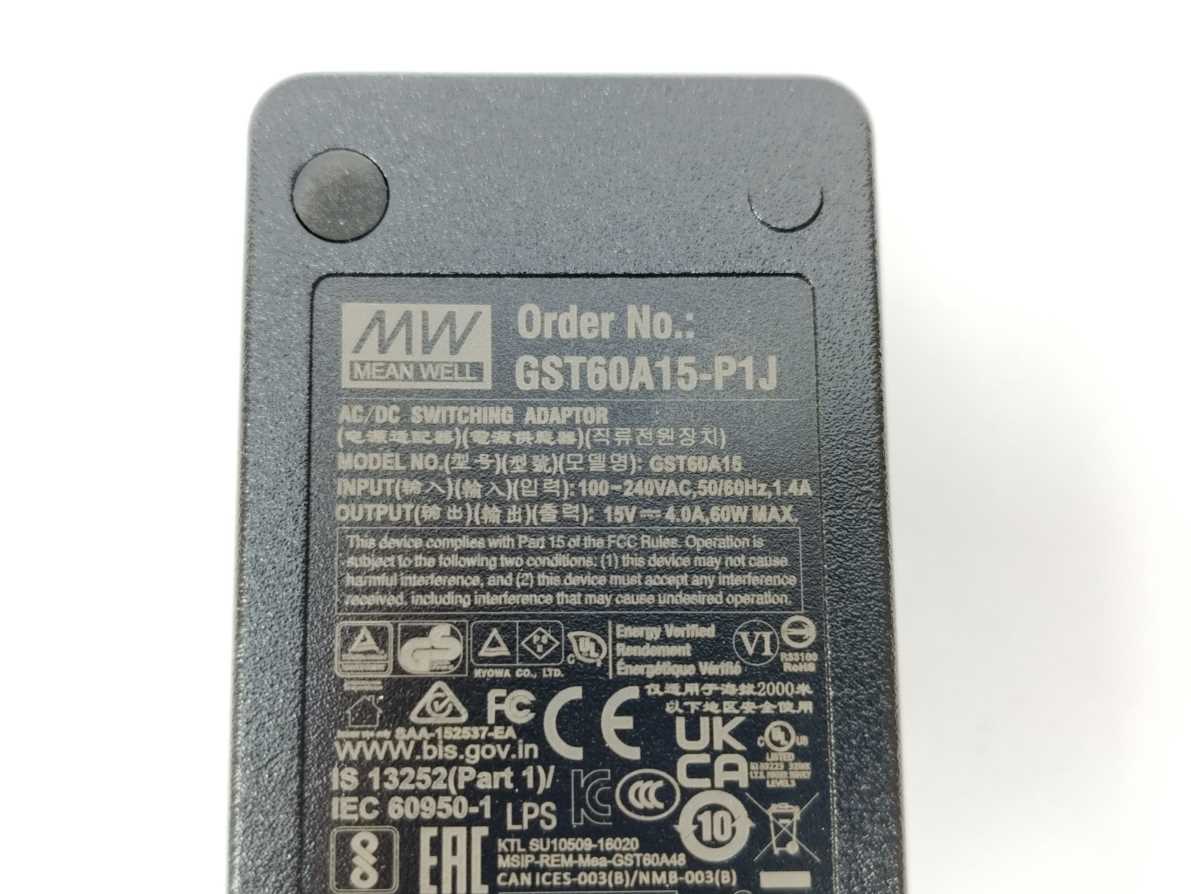 MW
MEAN WELL
Order No.:
GST60A15-P1J
AC/DC SWITCHING ADAPTOR
(电源适配器)(電源供應器)(직류전원장치)
MODEL NO.(型号)(型號)(모델명): GST60A15
INPUT(输入)(輸入)(입력): 100-240VAC,50/60Hz,1.4A
OUTPUT(输出)(輸出)(출력): 15V⎓4.0A,60W MAX.
This device complies with Part 15 of the FCC Rules. Operation is
subject to the following two conditions: (1) this device may not cause
harmful interference, and (2) this device must accept any interference
received, including interference that may cause undesired operation.
KYOWA CO., LTD.
Energy Verified
Rendement
Énergétique Vérifié
VI
R33100
RoHS
FC CE
仅适用于海拔2000米
以下地区安全使用
SAA-152537-EA
www.bis.gov.in
UK
CA
UL
LISTED
IS 13252(Part 1)/
IEC 60950-1
LPS
CCC
10
EAC
KTL SU10509-16020
MSIP-REM-Mea-GST60A48
CAN ICES-003(B)/NMB-003(B)